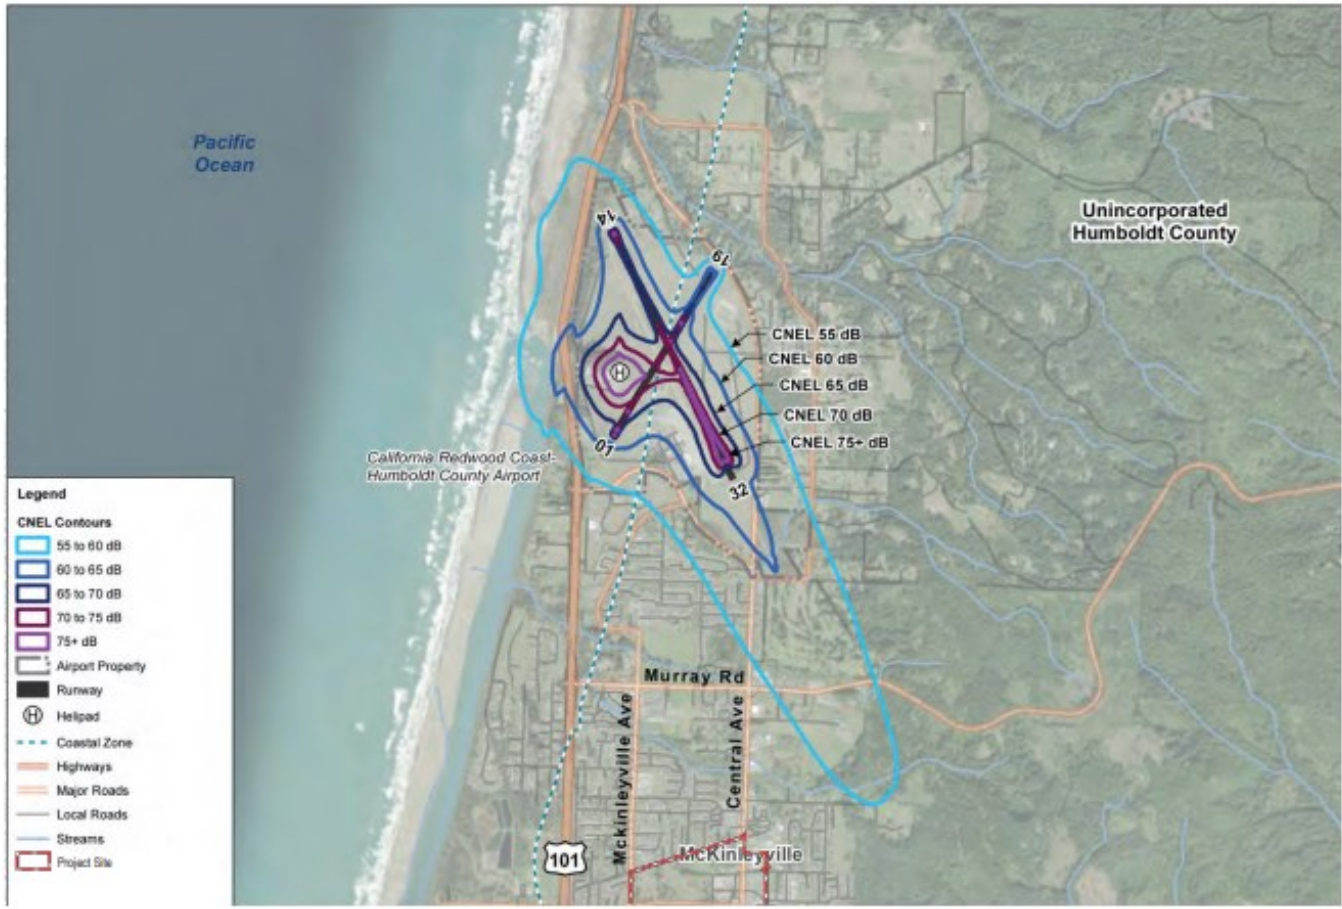 Pacific
Ocean
Unincorporated
Humboldt County
14
19
CNEL 55 dB
CNEL 60 dB
CNEL 65 dB
CNEL 70 dB
CNEL 75+ dB
H
01
32
California Redwood Coast-
Humboldt County Airport
Murray Rd
Mckinleyville Ave
Central Ave
McKinleyville
101
Legend
CNEL Contours
55 to 60 dB
60 to 65 dB
65 to 70 dB
70 to 75 dB
75+ dB
Airport Property
Runway
H Helipad
Coastal Zone
Highways
Major Roads
Local Roads
Streams
Project Site